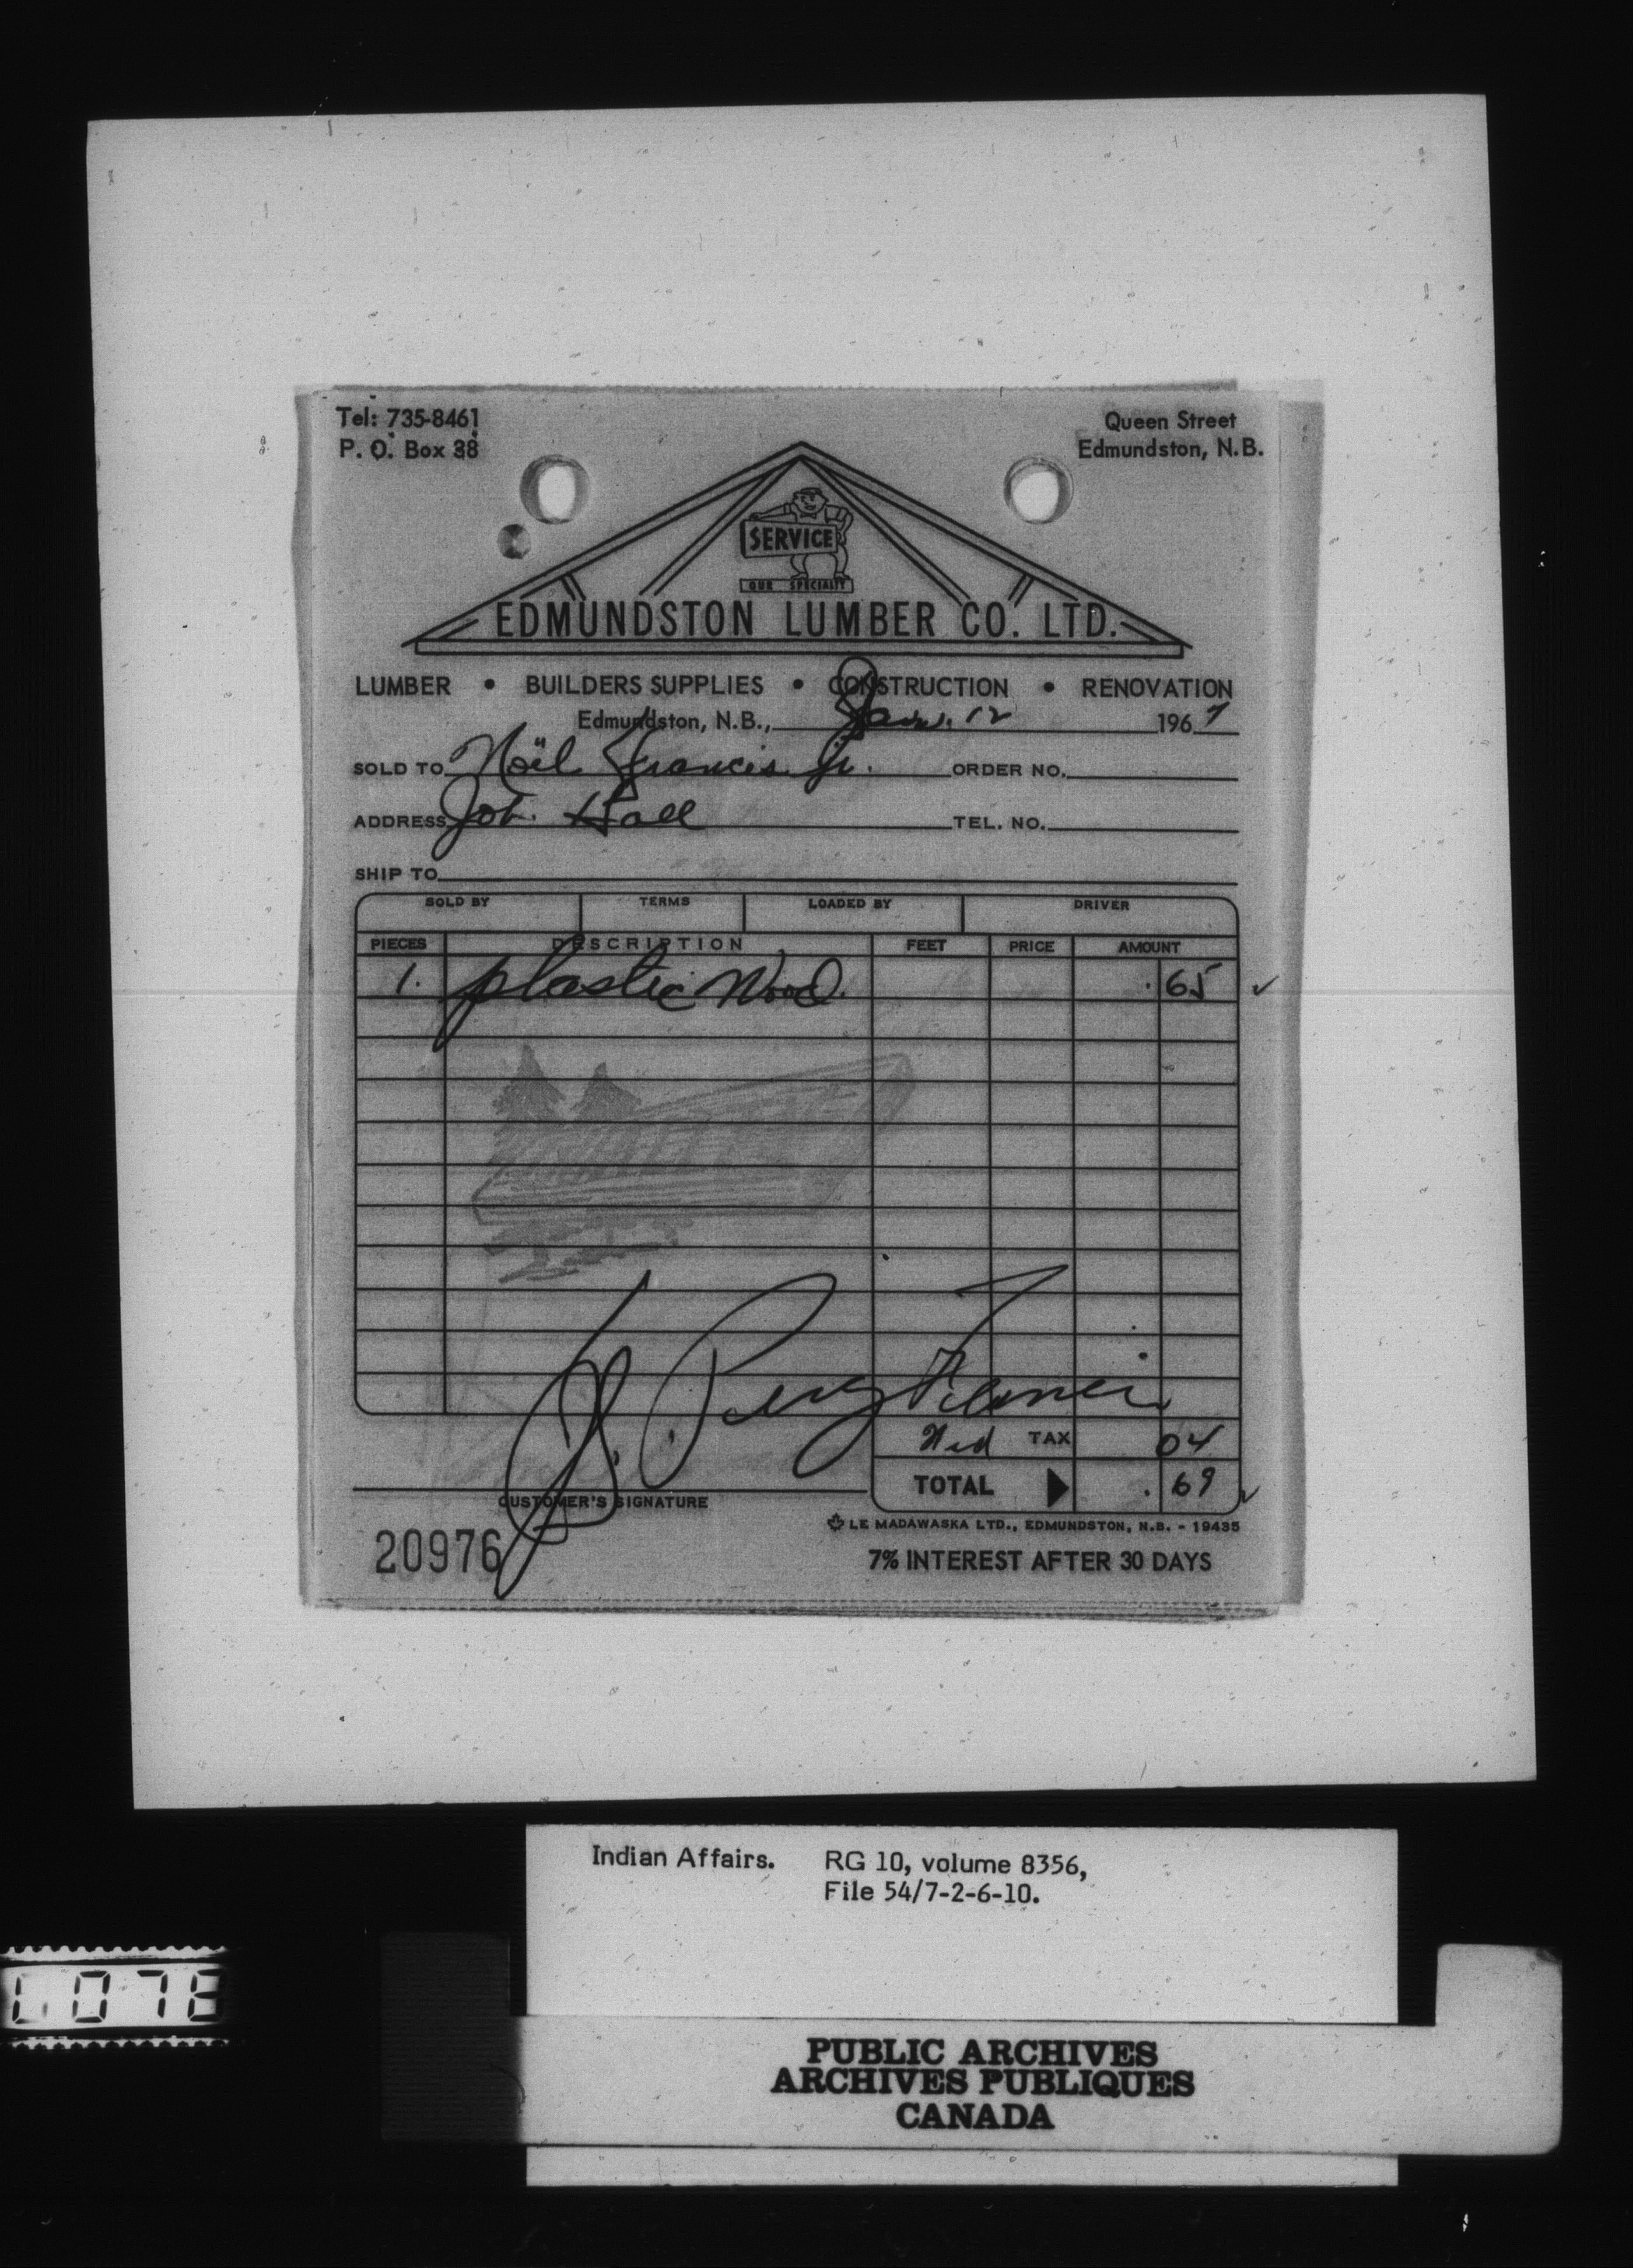 Tel: 735-8461
P. O. Box 38
Queen Street
Edmundston, N.B.
SERVICE
OUR SPECIALTY
EDMUNDSTON LUMBER CO. LTD.
LUMBER • BUILDERS SUPPLIES • CONSTRUCTION • RENOVATION
Edmundston, N.B., Jan. 12 1967
SOLD TO Noël Francis Jr. ORDER NO.
ADDRESS Job. Hall TEL. NO.
SHIP TO
SOLD BY TERMS LOADED BY DRIVER
PIECES DESCRIPTION FEET PRICE AMOUNT
1. plastic Wood. .65
TAX 04
TOTAL .69
CUSTOMER'S SIGNATURE
LE MADAWASKA LTD., EDMUNDSTON, N.B. - 19435
20976
7% INTEREST AFTER 30 DAYS
Indian Affairs. RG 10, volume 8356,
File 54/7-2-6-10.
PUBLIC ARCHIVES
ARCHIVES PUBLIQUES
CANADA